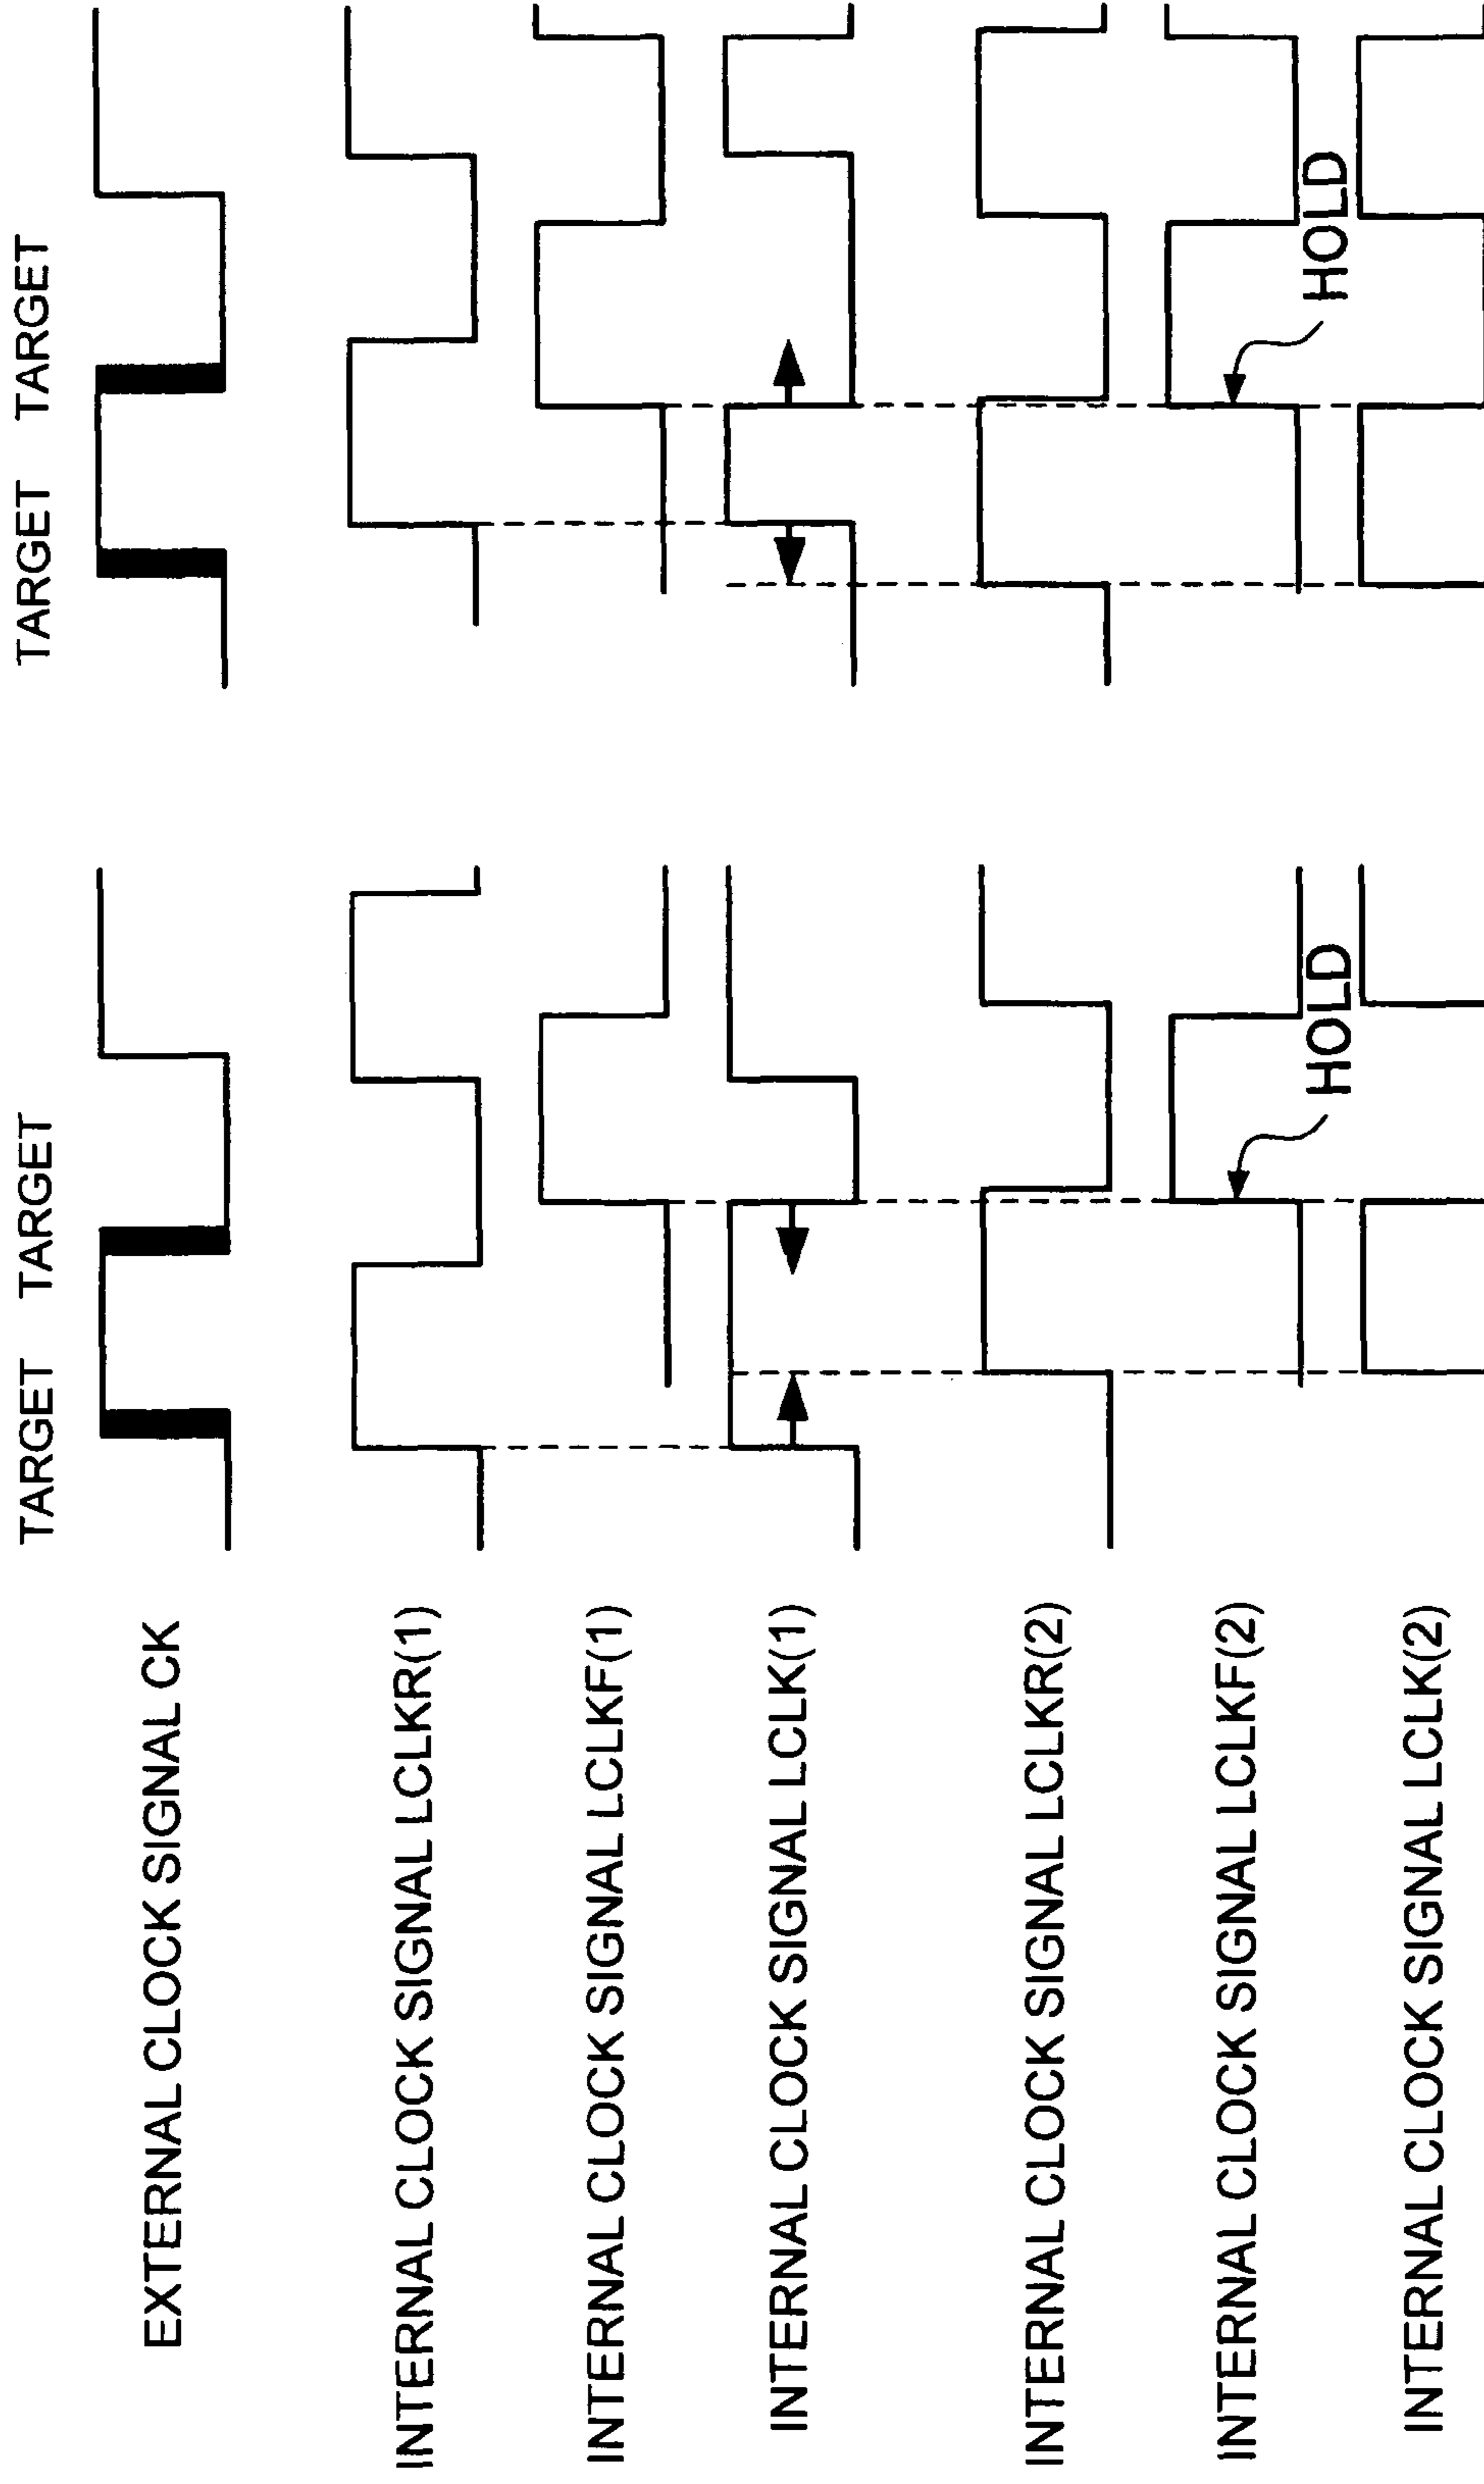 TARGET TARGET
TARGET TARGET
EXTERNAL CLOCK SIGNAL CK
INTERNAL CLOCK SIGNAL LCLKR(1)
INTERNAL CLOCK SIGNAL LCLKF(1)
INTERNAL CLOCK SIGNAL LCLK(1)
INTERNAL CLOCK SIGNAL LCLKR(2)
INTERNAL CLOCK SIGNAL LCLKF(2)
HOLD
HOLD
INTERNAL CLOCK SIGNAL LCLK(2)